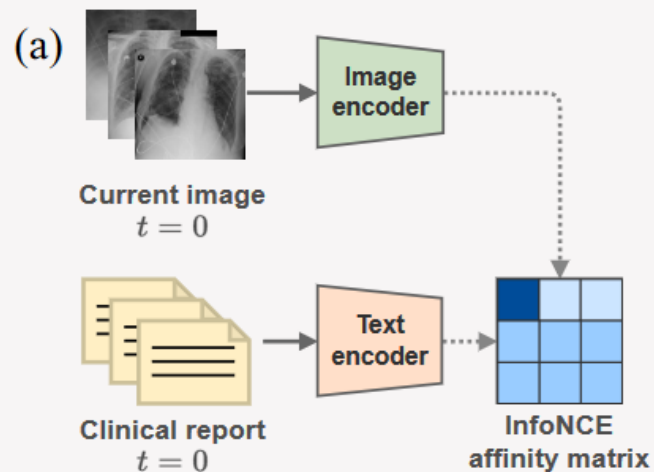 (a)
Image
encoder
Current image
t = 0
Text
encoder
Clinical report
t = 0
InfoNCE
affinity matrix